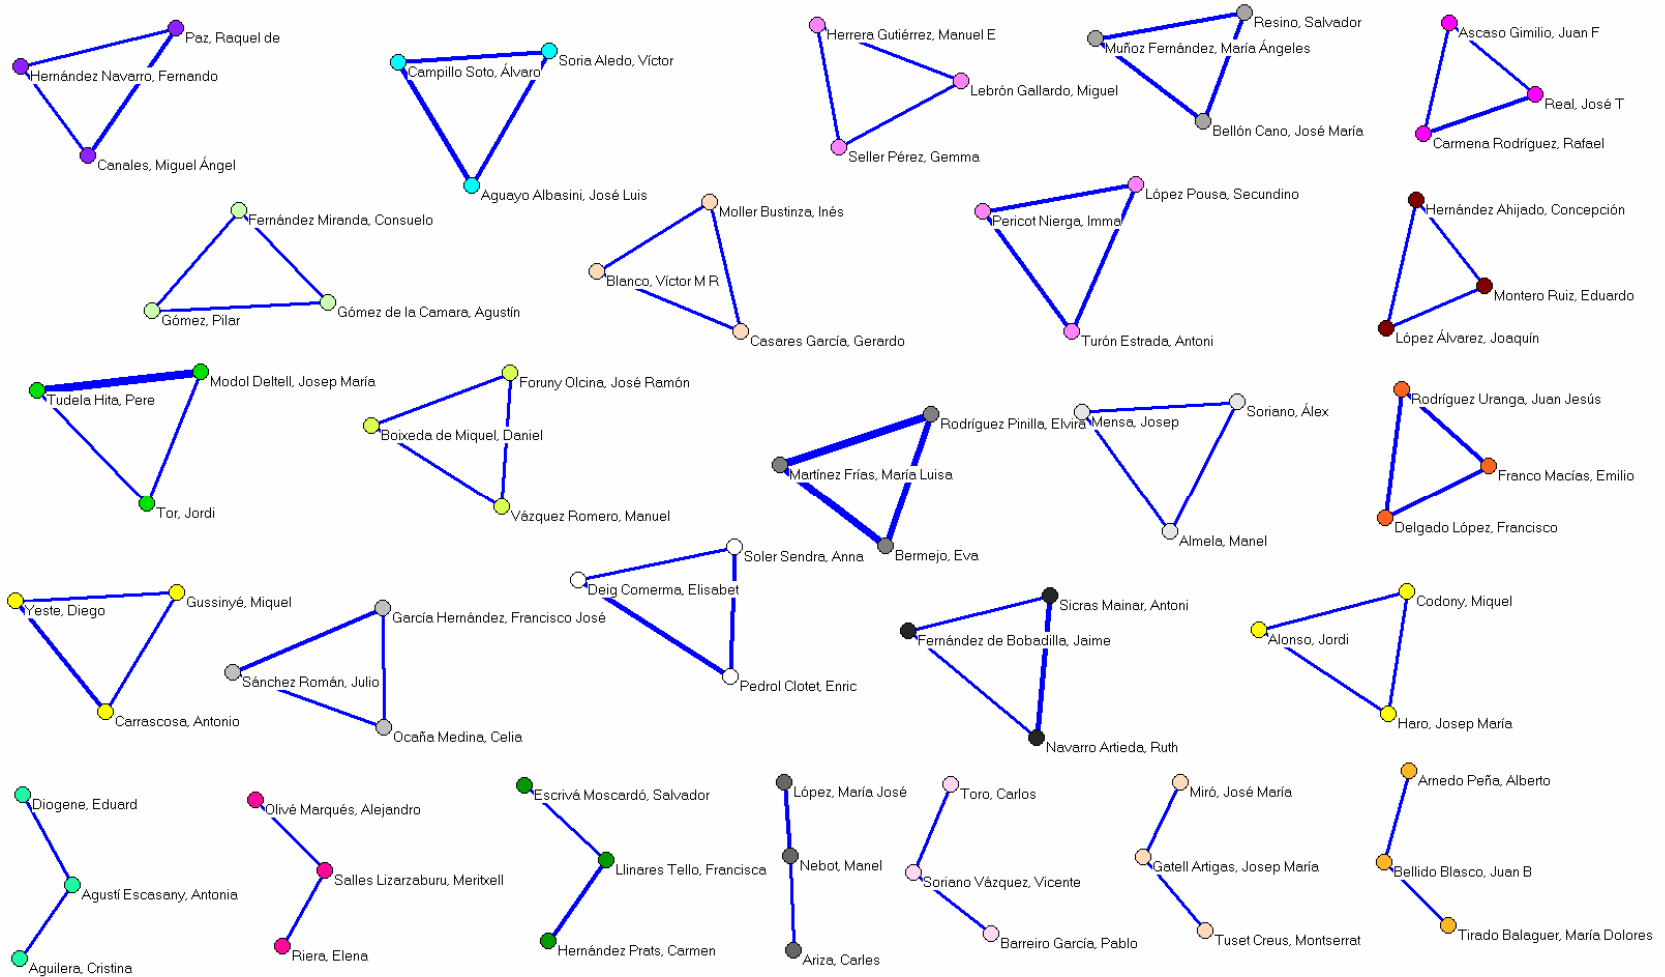 Paz, Raquel de
Hernández Navarro, Fernando
Canales, Miguel Ángel
Campillo Soto, Álvaro
Soria Aledo, Víctor
Aguayo Albasini, José Luis
Herrera Gutiérrez, Manuel E
Lebrón Gallardo, Miguel
Seller Pérez, Gemma
Resino, Salvador
Muñoz Fernández, María Ángeles
Bellón Cano, José María
Ascaso Gimilio, Juan F
Real, José T
Carmena Rodríguez, Rafael
Fernández Miranda, Consuelo
Gómez de la Camara, Agustín
Gómez, Pilar
Moller Bustinza, Inés
Blanco, Víctor M R
Casares García, Gerardo
López Pousa, Secundino
Pericot Nierga, Imma
Turón Estrada, Antoni
Hernández Ahijado, Concepción
Montero Ruiz, Eduardo
López Álvarez, Joaquín
Modol Deltell, Josep María
Tudela Hita, Pere
Tor, Jordi
Foruny Olcina, José Ramón
Boixeda de Miquel, Daniel
Vázquez Romero, Manuel
Rodríguez Pinilla, Elvira
Martínez Frías, María Luisa
Bermejo, Eva
Mensa, Josep
Soriano, Álex
Almela, Manel
Rodríguez Uranga, Juan Jesús
Franco Macías, Emilio
Delgado López, Francisco
Yeste, Diego
Gussinyé, Miquel
Carrascosa, Antonio
García Hernández, Francisco José
Sánchez Román, Julio
Ocaña Medina, Celia
Soler Sendra, Anna
Deig Comerma, Elisabet
Pedrol Clotet, Enric
Sicras Mainar, Antoni
Fernández de Bobadilla, Jaime
Navarro Artieda, Ruth
Codony, Miquel
Alonso, Jordi
Haro, Josep María
Diogene, Eduard
Agustí Escasany, Antonia
Aguilera, Cristina
Olivé Marqués, Alejandro
Salles Lizarzaburu, Meritxell
Riera, Elena
Escrivá Moscardó, Salvador
Llinares Tello, Francisca
Hernández Prats, Carmen
López, María José
Nebot, Manel
Ariza, Carles
Toro, Carlos
Soriano Vázquez, Vicente
Barreiro García, Pablo
Miró, José María
Gatell Artigas, Josep María
Tuset Creus, Montserrat
Arnedo Peña, Alberto
Bellido Blasco, Juan B
Tirado Balaguer, María Dolores